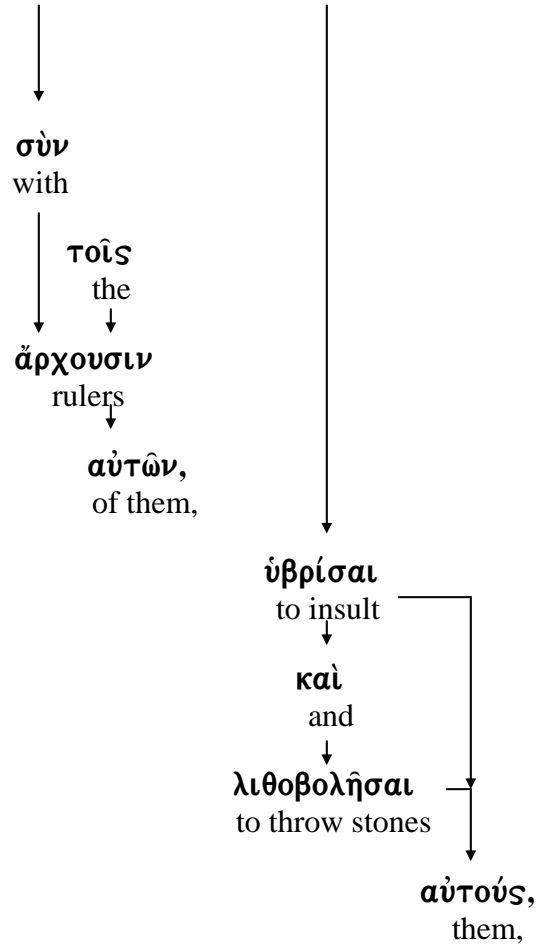 σὺν
with
τοῖς
the
ἄρχουσιν
rulers
αὐτῶν,
of them,
ὑβρίσαι
to insult
καὶ
and
λιθοβολῆσαι
to throw stones
αὐτούς,
them,